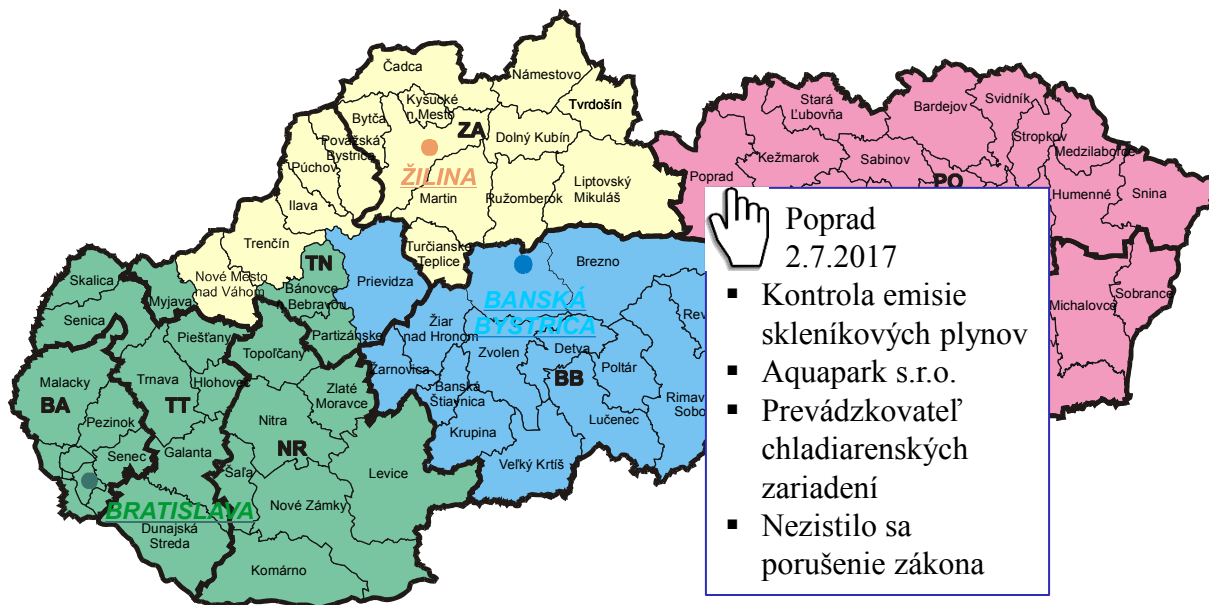 Čadca
Námestovo
Kysucké
n.Mesto
Tvrdošín
Bytča
ZA
Dolný Kubín
Považská
Bystrica
Púchov
ŽILINA
Martin
Ružomberok
Liptovský
Mikuláš
Ilava
Trenčín
Turčianske
Teplice
Nové Mesto
nad Váhom
Stará
Ľubovňa
Bardejov
Svidník
Stropkov
Medzilaborce
Kežmarok
Sabinov
Poprad
PO
Humenné
Snina
Michalovce
Sobrance
Skalica
Senica
Myjava
TN
Bánovce
Bebravou
Prievidza
Partizánske
Piešťany
Topoľčany
Malacky
BA
Trnava
Hlohovec
TT
Zlaté
Moravce
Pezinok
Nitra
NR
Senec
Galanta
Šaľa
Levice
BRATISLAVA
Nové Zámky
Dunajská
Streda
Komárno
Brezno
BANSKÁ
BYSTRICA
Žiar
nad Hronom
Zvolen
Detva
Žarnovica
BB
Poltár
Banská
Štiavnica
Krupina
Lučenec
Veľký Krtíš
Poprad
2.7.2017
▪ Kontrola emisie
skleníkových plynov
▪ Aquapark s.r.o.
▪ Prevádzkovateľ
chladiarenských
zariadení
▪ Nezistilo sa
porušenie zákona